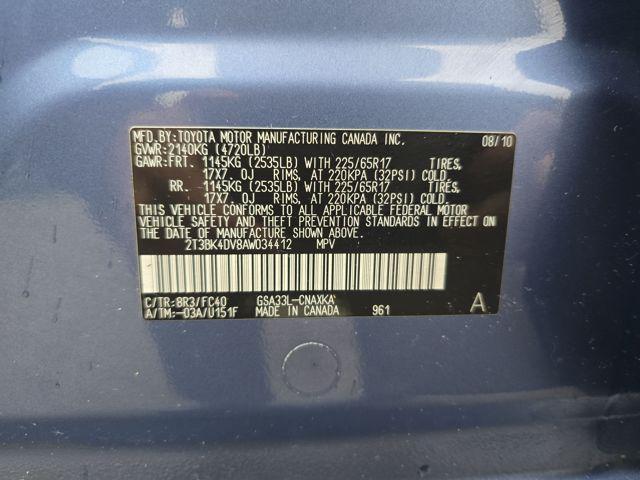 MFD.BY:TOYOTA MOTOR MANUFACTURING CANADA INC. 08/10
GVWR:2140KG (4720LB)
GAWR:FRT. 1145KG (2535LB) WITH 225/65R17 TIRES,
17X7.0J RIMS, AT 220KPA (32PSI) COLD.
RR. 1145KG (2535LB) WITH 225/65R17 TIRES,
17X7.0J RIMS, AT 220KPA (32PSI) COLD.
THIS VEHICLE CONFORMS TO ALL APPLICABLE FEDERAL MOTOR
VEHICLE SAFETY AND THEFT PREVENTION STANDARDS IN EFFECT ON
THE DATE OF MANUFACTURE SHOWN ABOVE.
2T3BK4DV8AW034412 MPV
C/TR:8R3/FC40 GSA33L-CNAXKA A
A/TM:-03A/U151F MADE IN CANADA 961